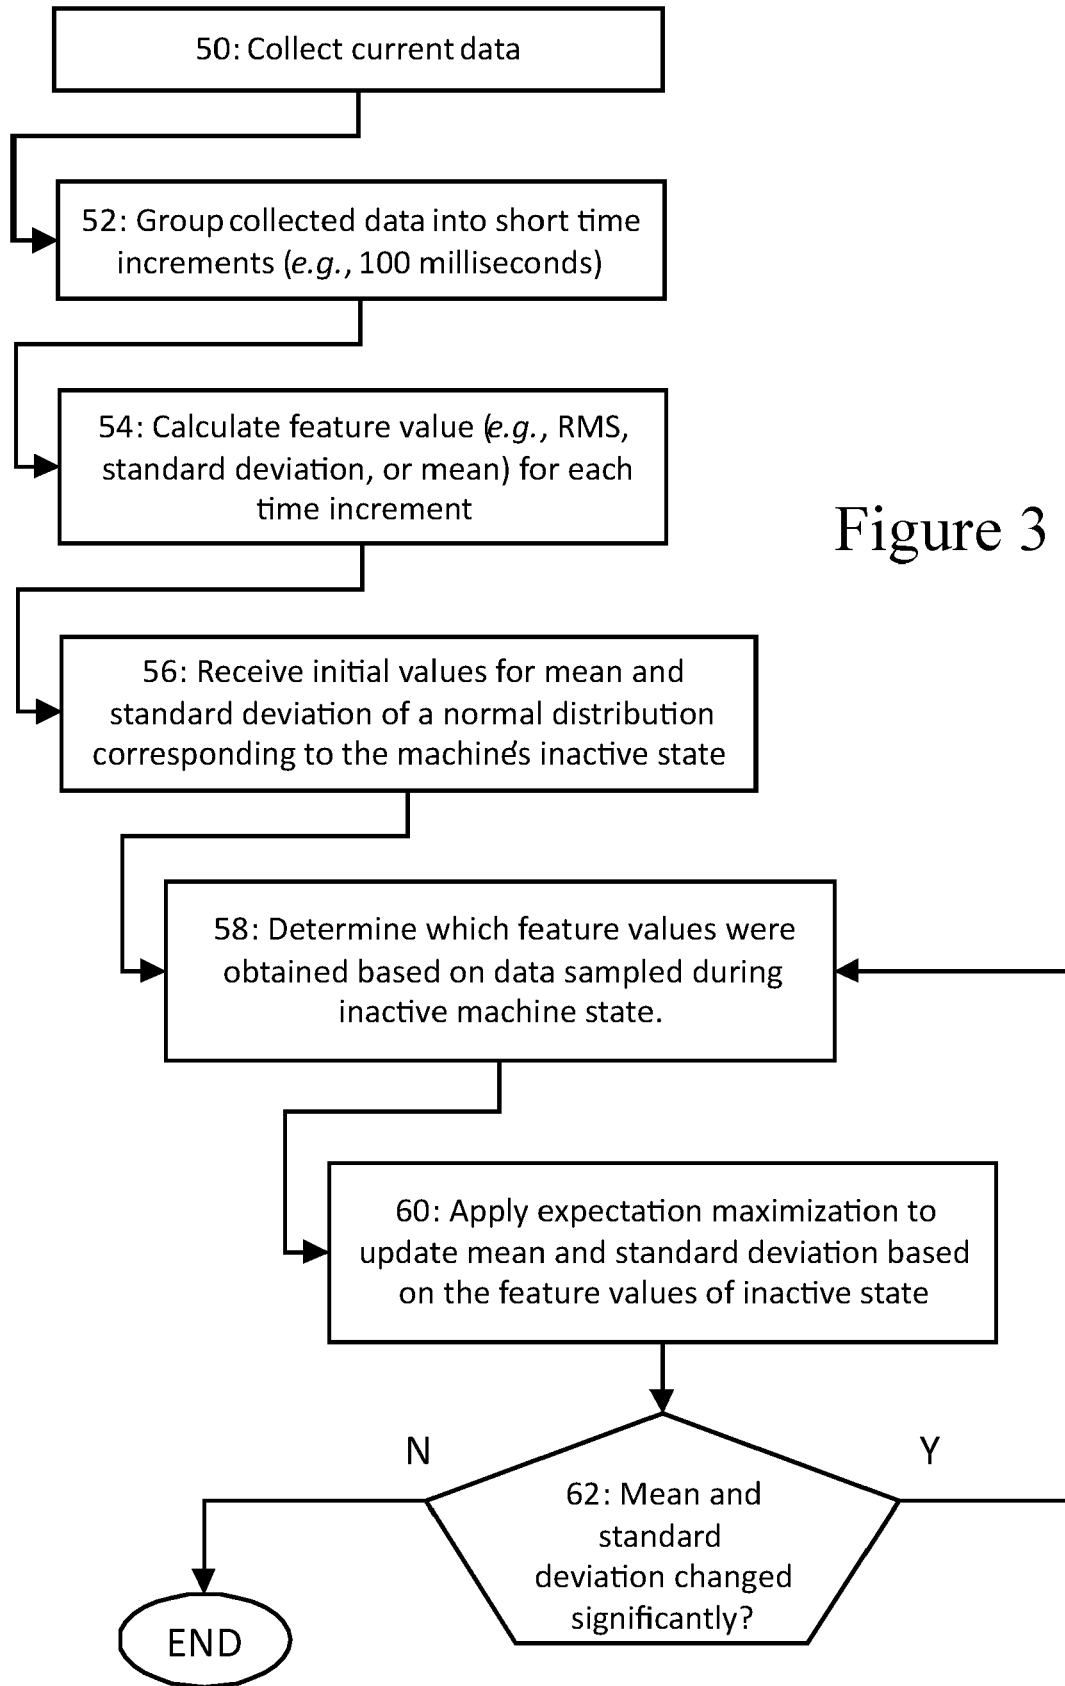 50: Collect current data
52: Group collected data into short time
increments (e.g., 100 milliseconds)
54: Calculate feature value (e.g., RMS,
standard deviation, or mean) for each
time increment
Figure 3
56: Receive initial values for mean and
standard deviation of a normal distribution
corresponding to the machine's inactive state
58: Determine which feature values were
obtained based on data sampled during
inactive machine state.
60: Apply expectation maximization to
update mean and standard deviation based
on the feature values of inactive state
N
Y
62: Mean and
standard
deviation changed
significantly?
END